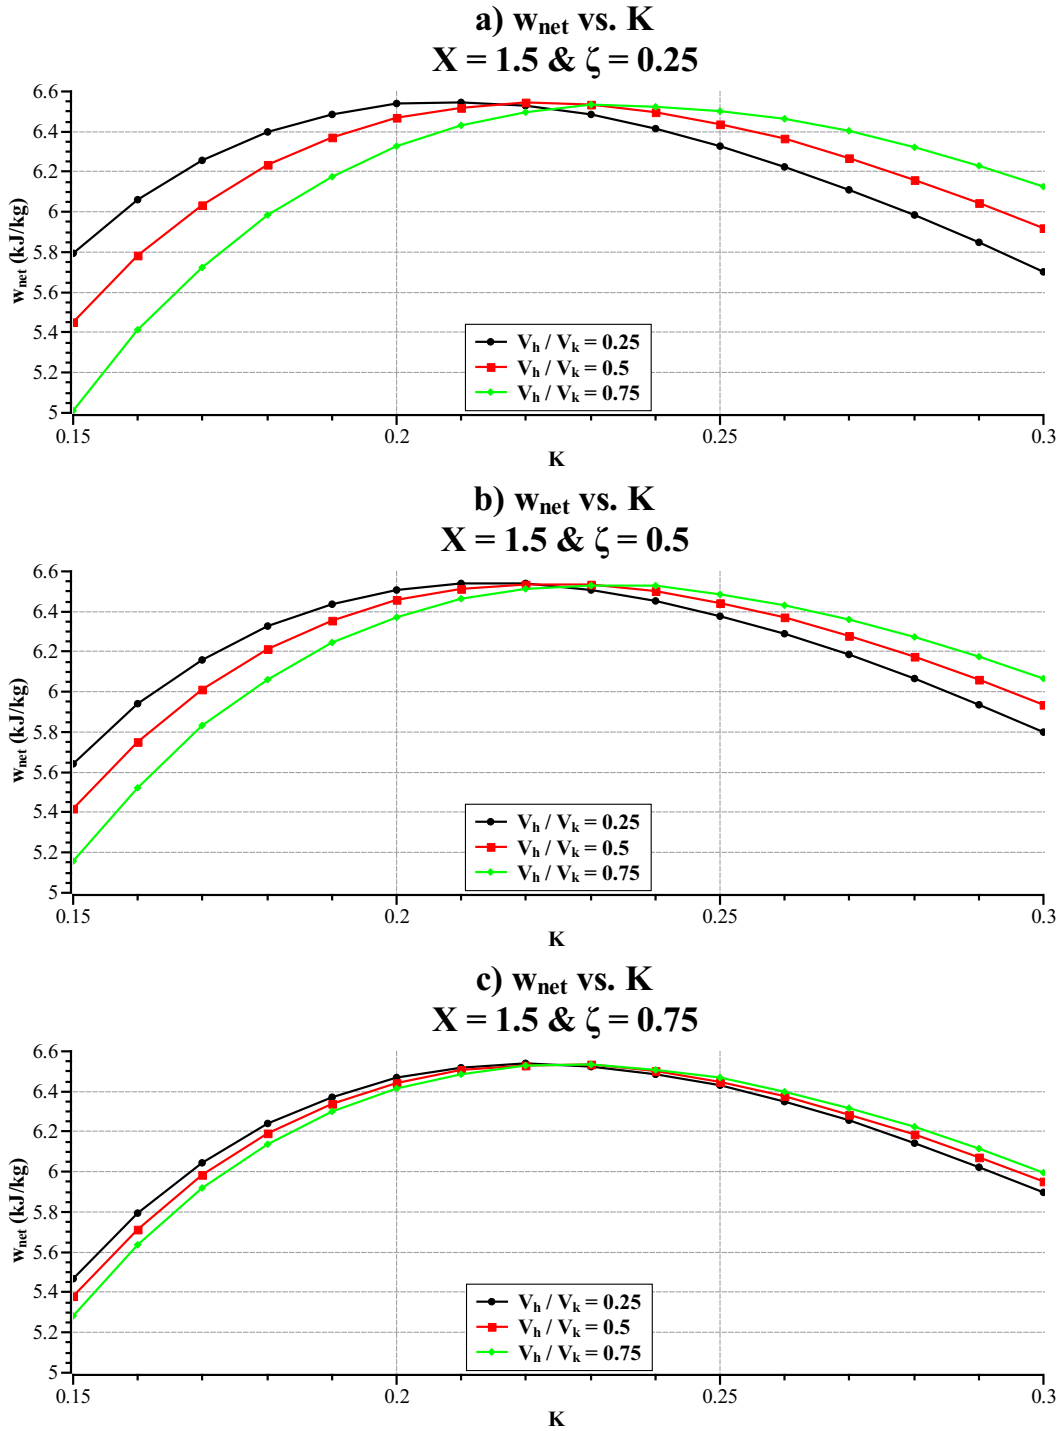 a) wnet vs. K
X = 1.5 & ζ = 0.25
6.6
6.4
6.2
6
5.8
5.6
5.4
5.2
5
wnet (kJ/kg)
Vh / Vk = 0.25
Vh / Vk = 0.5
Vh / Vk = 0.75
0.15
0.2
0.25
0.3
K
b) wnet vs. K
X = 1.5 & ζ = 0.5
6.6
6.4
6.2
6
5.8
5.6
5.4
5.2
5
wnet (kJ/kg)
Vh / Vk = 0.25
Vh / Vk = 0.5
Vh / Vk = 0.75
0.15
0.2
0.25
0.3
K
c) wnet vs. K
X = 1.5 & ζ = 0.75
6.6
6.4
6.2
6
5.8
5.6
5.4
5.2
5
wnet (kJ/kg)
Vh / Vk = 0.25
Vh / Vk = 0.5
Vh / Vk = 0.75
0.15
0.2
0.25
0.3
K